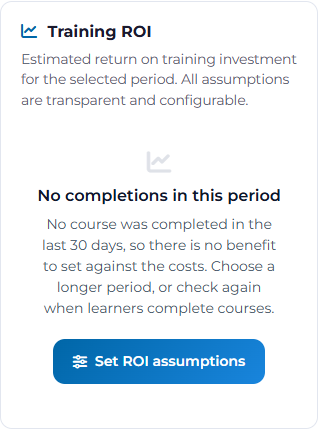 Training ROI
Estimated return on training investment
for the selected period. All assumptions
are transparent and configurable.
No completions in this period
No course was completed in the
last 30 days, so there is no benefit
to set against the costs. Choose a
longer period, or check again
when learners complete courses.
Set ROI assumptions